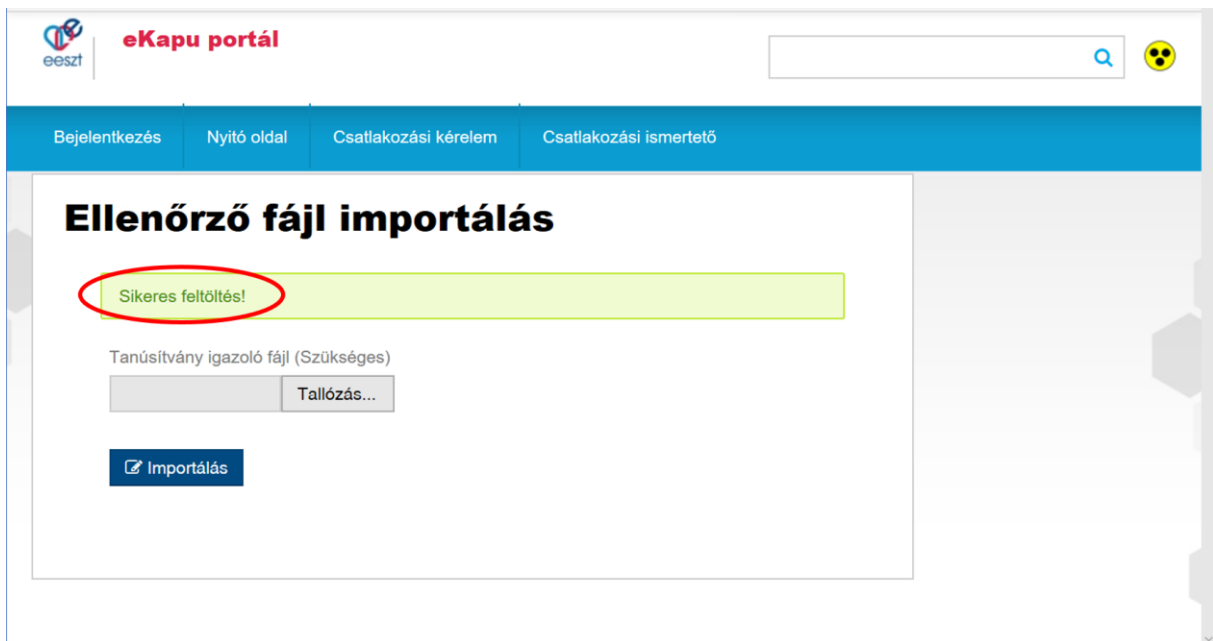 eeszt
eKapu portál
Bejelentkezés Nyitó oldal Csatlakozási kérelem Csatlakozási ismertető
Ellenőrző fájl importálás
Sikeres feltöltés!
Tanúsítvány igazoló fájl (Szükséges)
Tallózás...
Importálás